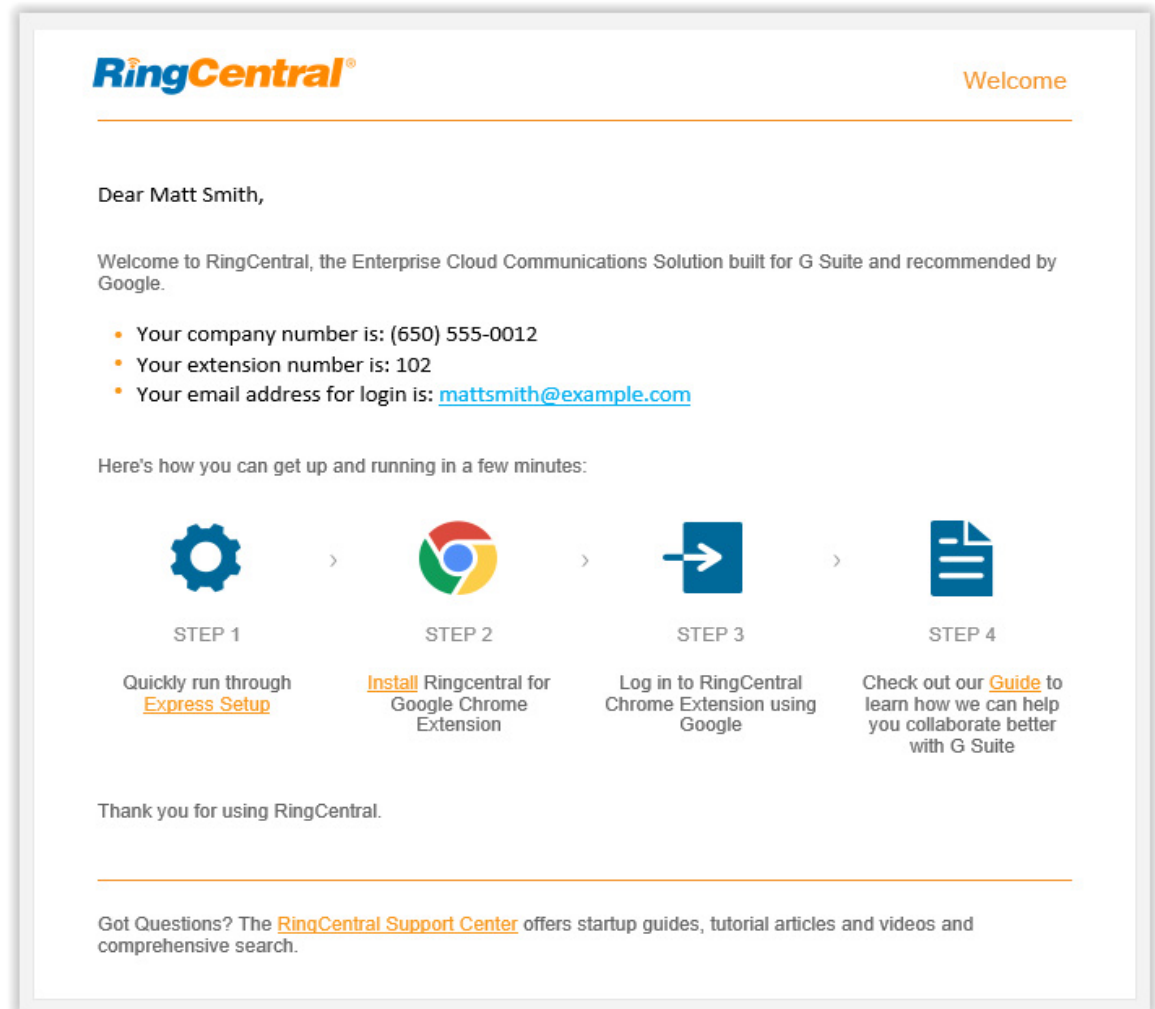 RingCentral®
Welcome
Dear Matt Smith,
Welcome to RingCentral, the Enterprise Cloud Communications Solution built for G Suite and recommended by
Google.
• Your company number is: (650) 555-0012
• Your extension number is: 102
• Your email address for login is: mattsmith@example.com
Here's how you can get up and running in a few minutes:
STEP 1
Quickly run through
Express Setup
STEP 2
Install Ringcentral for
Google Chrome
Extension
STEP 3
Log in to RingCentral
Chrome Extension using
Google
STEP 4
Check out our Guide to
learn how we can help
you collaborate better
with G Suite
Thank you for using RingCentral.
Got Questions? The RingCentral Support Center offers startup guides, tutorial articles and videos and
comprehensive search.